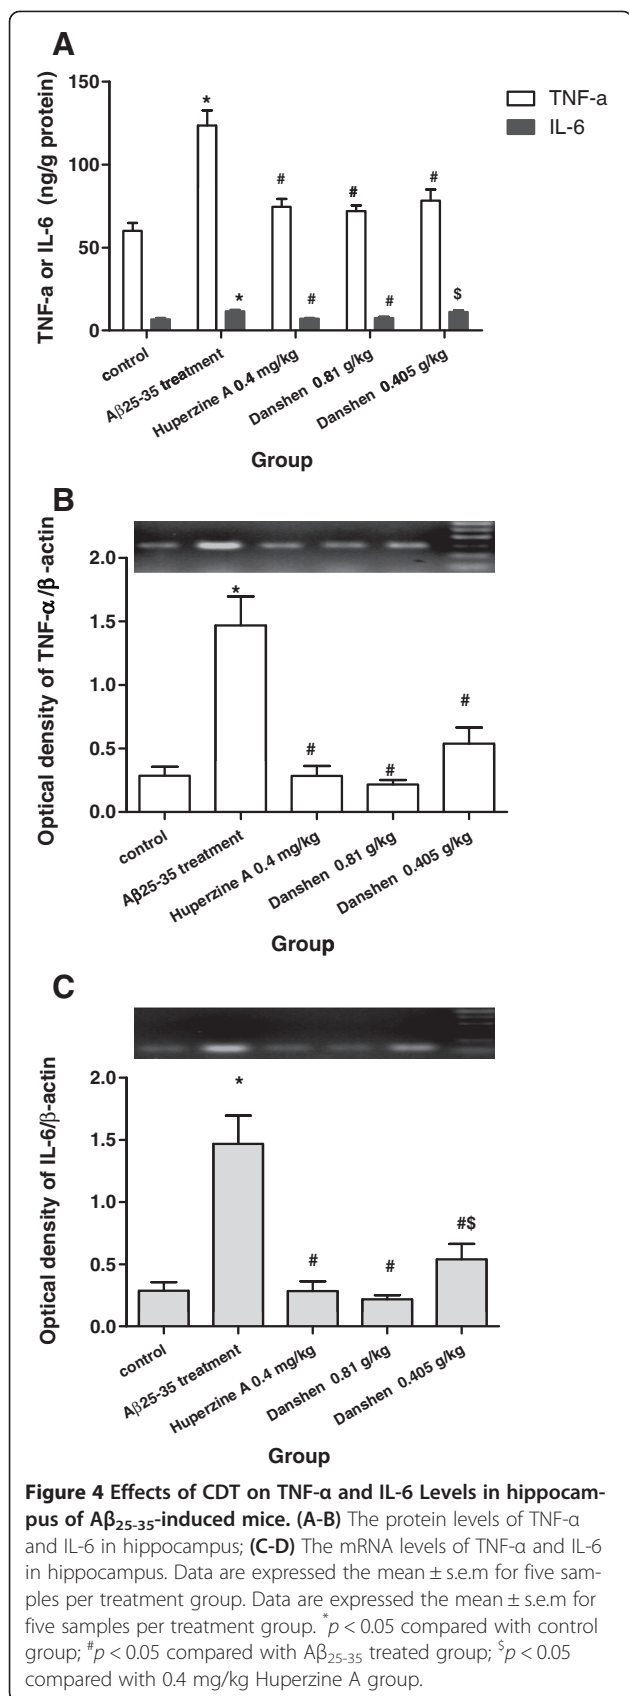 A
TNF-a or IL-6 (ng/g protein)
150
100
50
0
*
*
#
#
#
#
#
$
TNF-a
IL-6
control
Aβ25-35 treatment
Huperzine A 0.4 mg/kg
Danshen 0.81 g/kg
Danshen 0.405 g/kg
Group
B
Optical density of TNF-α/β-actin
2.0
1.5
1.0
0.5
0.0
*
#
#
#
control
Aβ25-35 treatment
Huperzine A 0.4 mg/kg
Danshen 0.81 g/kg
Danshen 0.405 g/kg
Group
C
Optical density of IL-6/β-actin
2.0
1.5
1.0
0.5
0.0
*
#
#
#$
control
Aβ25-35 treatment
Huperzine A 0.4 mg/kg
Danshen 0.81 g/kg
Danshen 0.405 g/kg
Group
Figure 4 Effects of CDT on TNF-α and IL-6 Levels in hippocam-
pus of Aβ25-35-induced mice. (A-B) The protein levels of TNF-α
and IL-6 in hippocampus; (C-D) The mRNA levels of TNF-α and IL-6
in hippocampus. Data are expressed the mean ± s.e.m for five sam-
ples per treatment group. Data are expressed the mean ± s.e.m for
five samples per treatment group. *p < 0.05 compared with control
group; #p < 0.05 compared with Aβ25-35 treated group; $p < 0.05
compared with 0.4 mg/kg Huperzine A group.